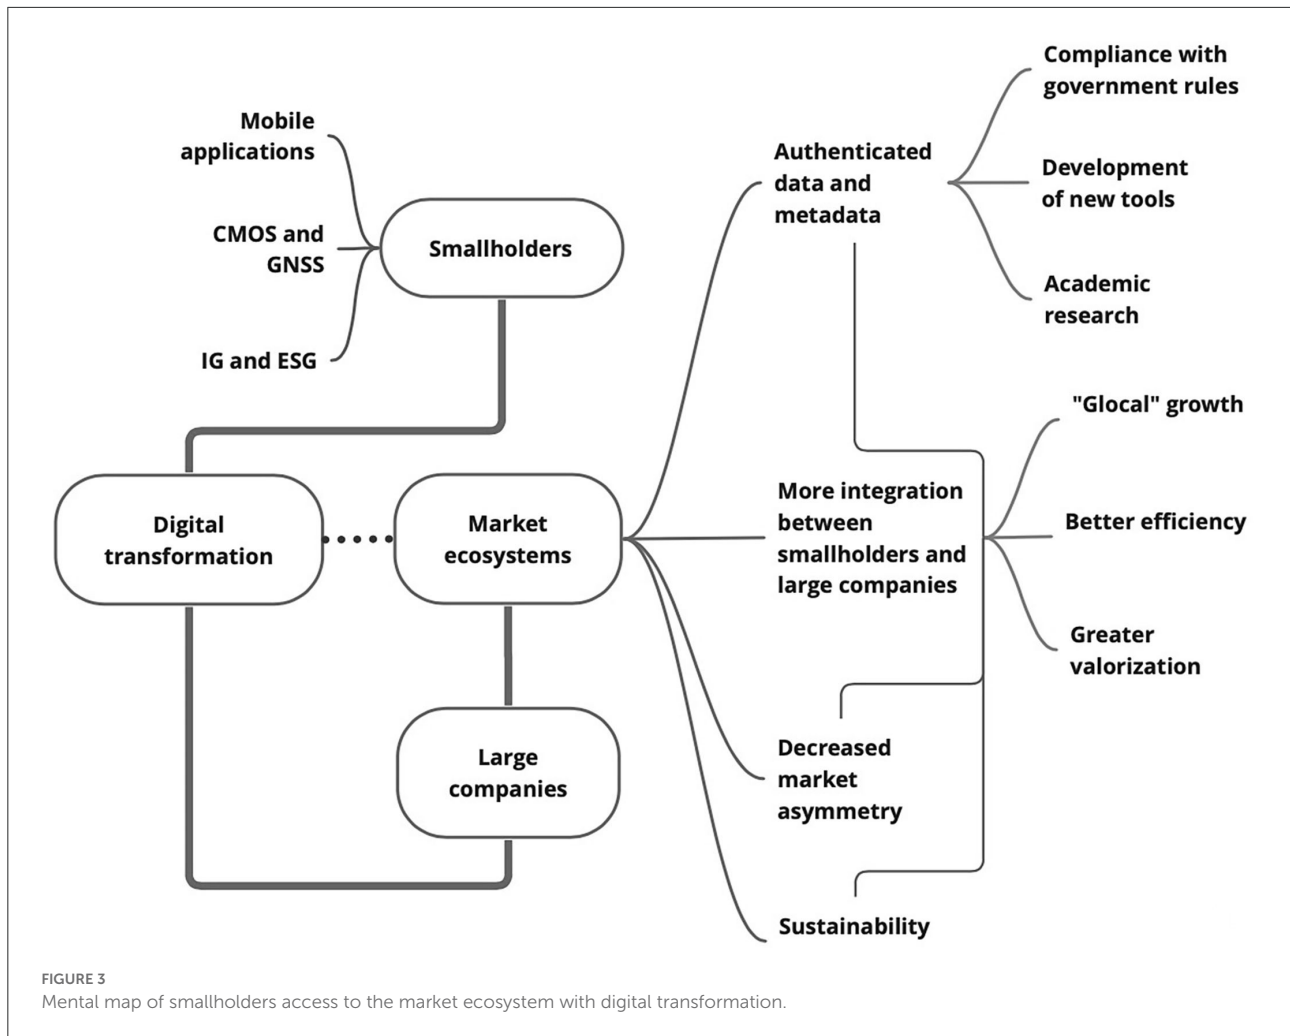 Mobile
applications
CMOS and
GNSS
IG and ESG
Smallholders
Digital
transformation
Market
ecosystems
Large
companies
Authenticated
data and
metadata
More integration
between
smallholders and
large companies
Decreased
market
asymmetry
Sustainability
Compliance with
government rules
Development
of new tools
Academic
research
"Glocal" growth
Better efficiency
Greater
valorization
FIGURE 3
Mental map of smallholders access to the market ecosystem with digital transformation.